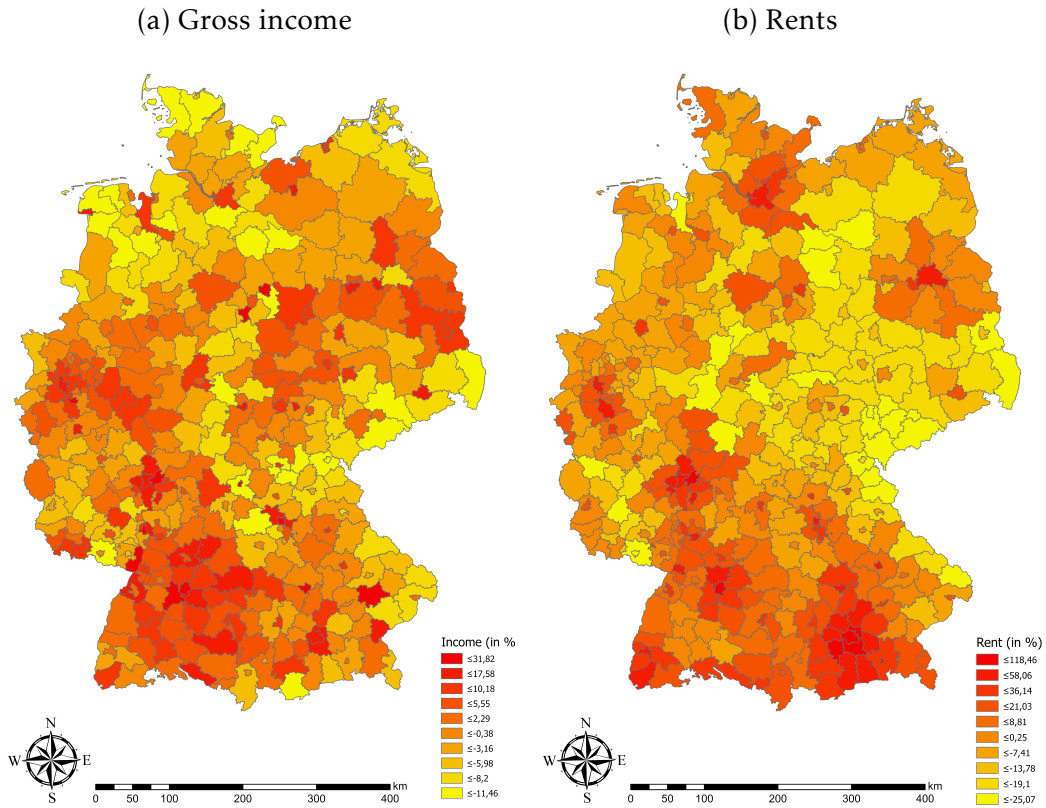 (a) Gross income
(b) Rents
Income (in %
≤31,82
≤17,58
≤10,18
≤5,55
≤2,29
≤-0,38
≤-3,16
≤-5,98
≤-8,2
≤-11,46
N
W E
S
km
0 50 100 200 300 400
Rent (in %)
≤118,46
≤58,06
≤36,14
≤21,03
≤8,81
≤0,25
≤-7,41
≤-13,78
≤-19,1
≤-25,07
N
W E
S
km
0 50 100 200 300 400